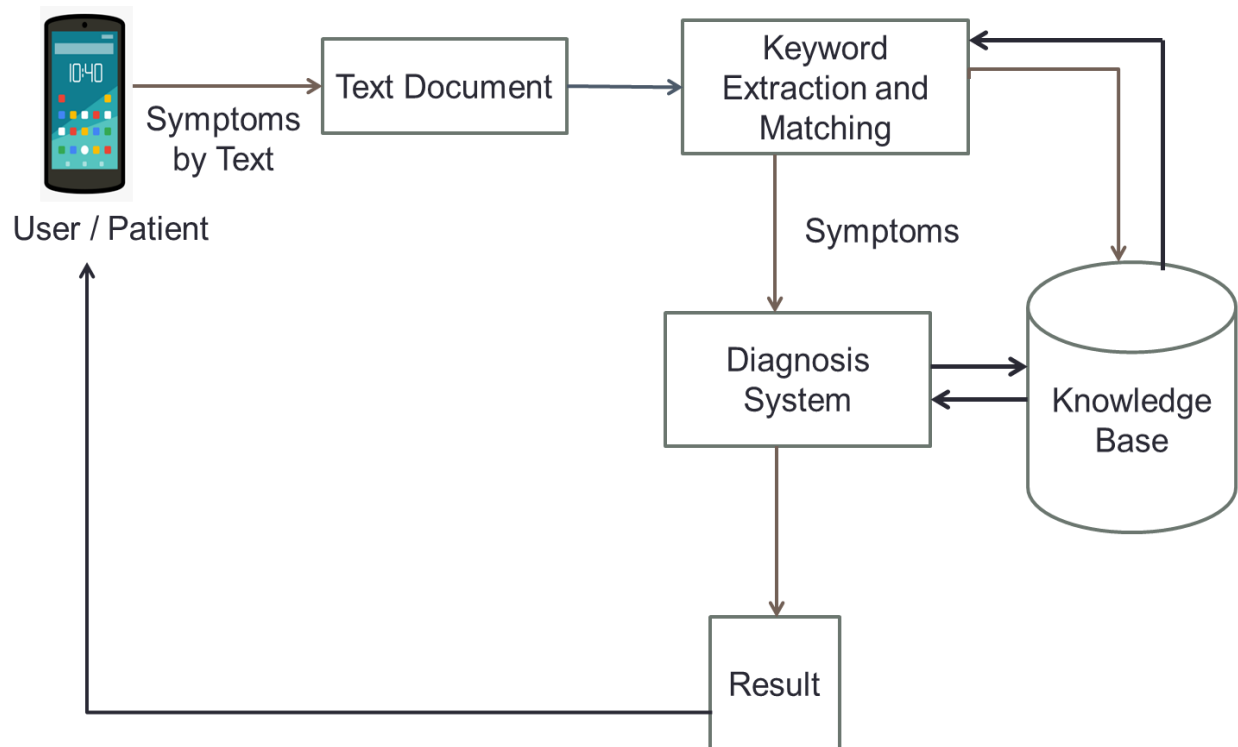 10:40
Symptoms
by Text
User / Patient
Text Document
Keyword
Extraction and
Matching
Symptoms
Diagnosis
System
Knowledge
Base
Result